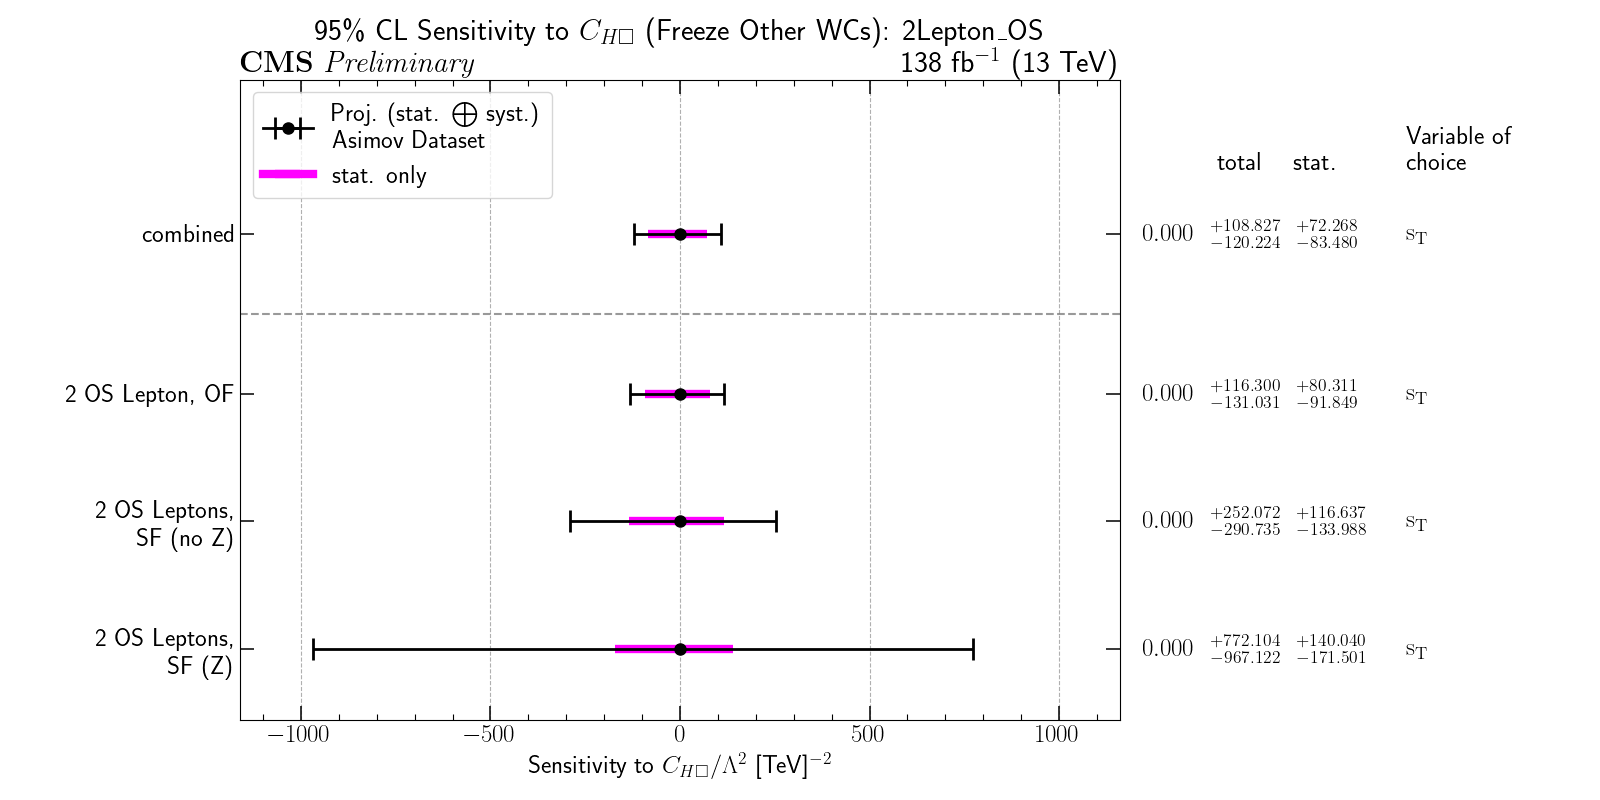 95% CL Sensitivity to C_{H□} (Freeze Other WCs): 2Lepton_OS
CMS Preliminary 138 fb⁻¹ (13 TeV)
Proj. (stat. ⨁ syst.)
Asimov Dataset
stat. only
total stat. Variable of
choice
combined 0.000 +108.827 −120.224 +72.268 −83.480 s_T
2 OS Lepton, OF 0.000 +116.300 −131.031 +80.311 −91.849 s_T
2 OS Leptons,
SF (no Z) 0.000 +252.072 −290.735 +116.637 −133.988 s_T
2 OS Leptons,
SF (Z) 0.000 +772.104 −967.122 +140.040 −171.501 s_T
−1000 −500 0 500 1000
Sensitivity to C_{H□}/Λ² [TeV]⁻²